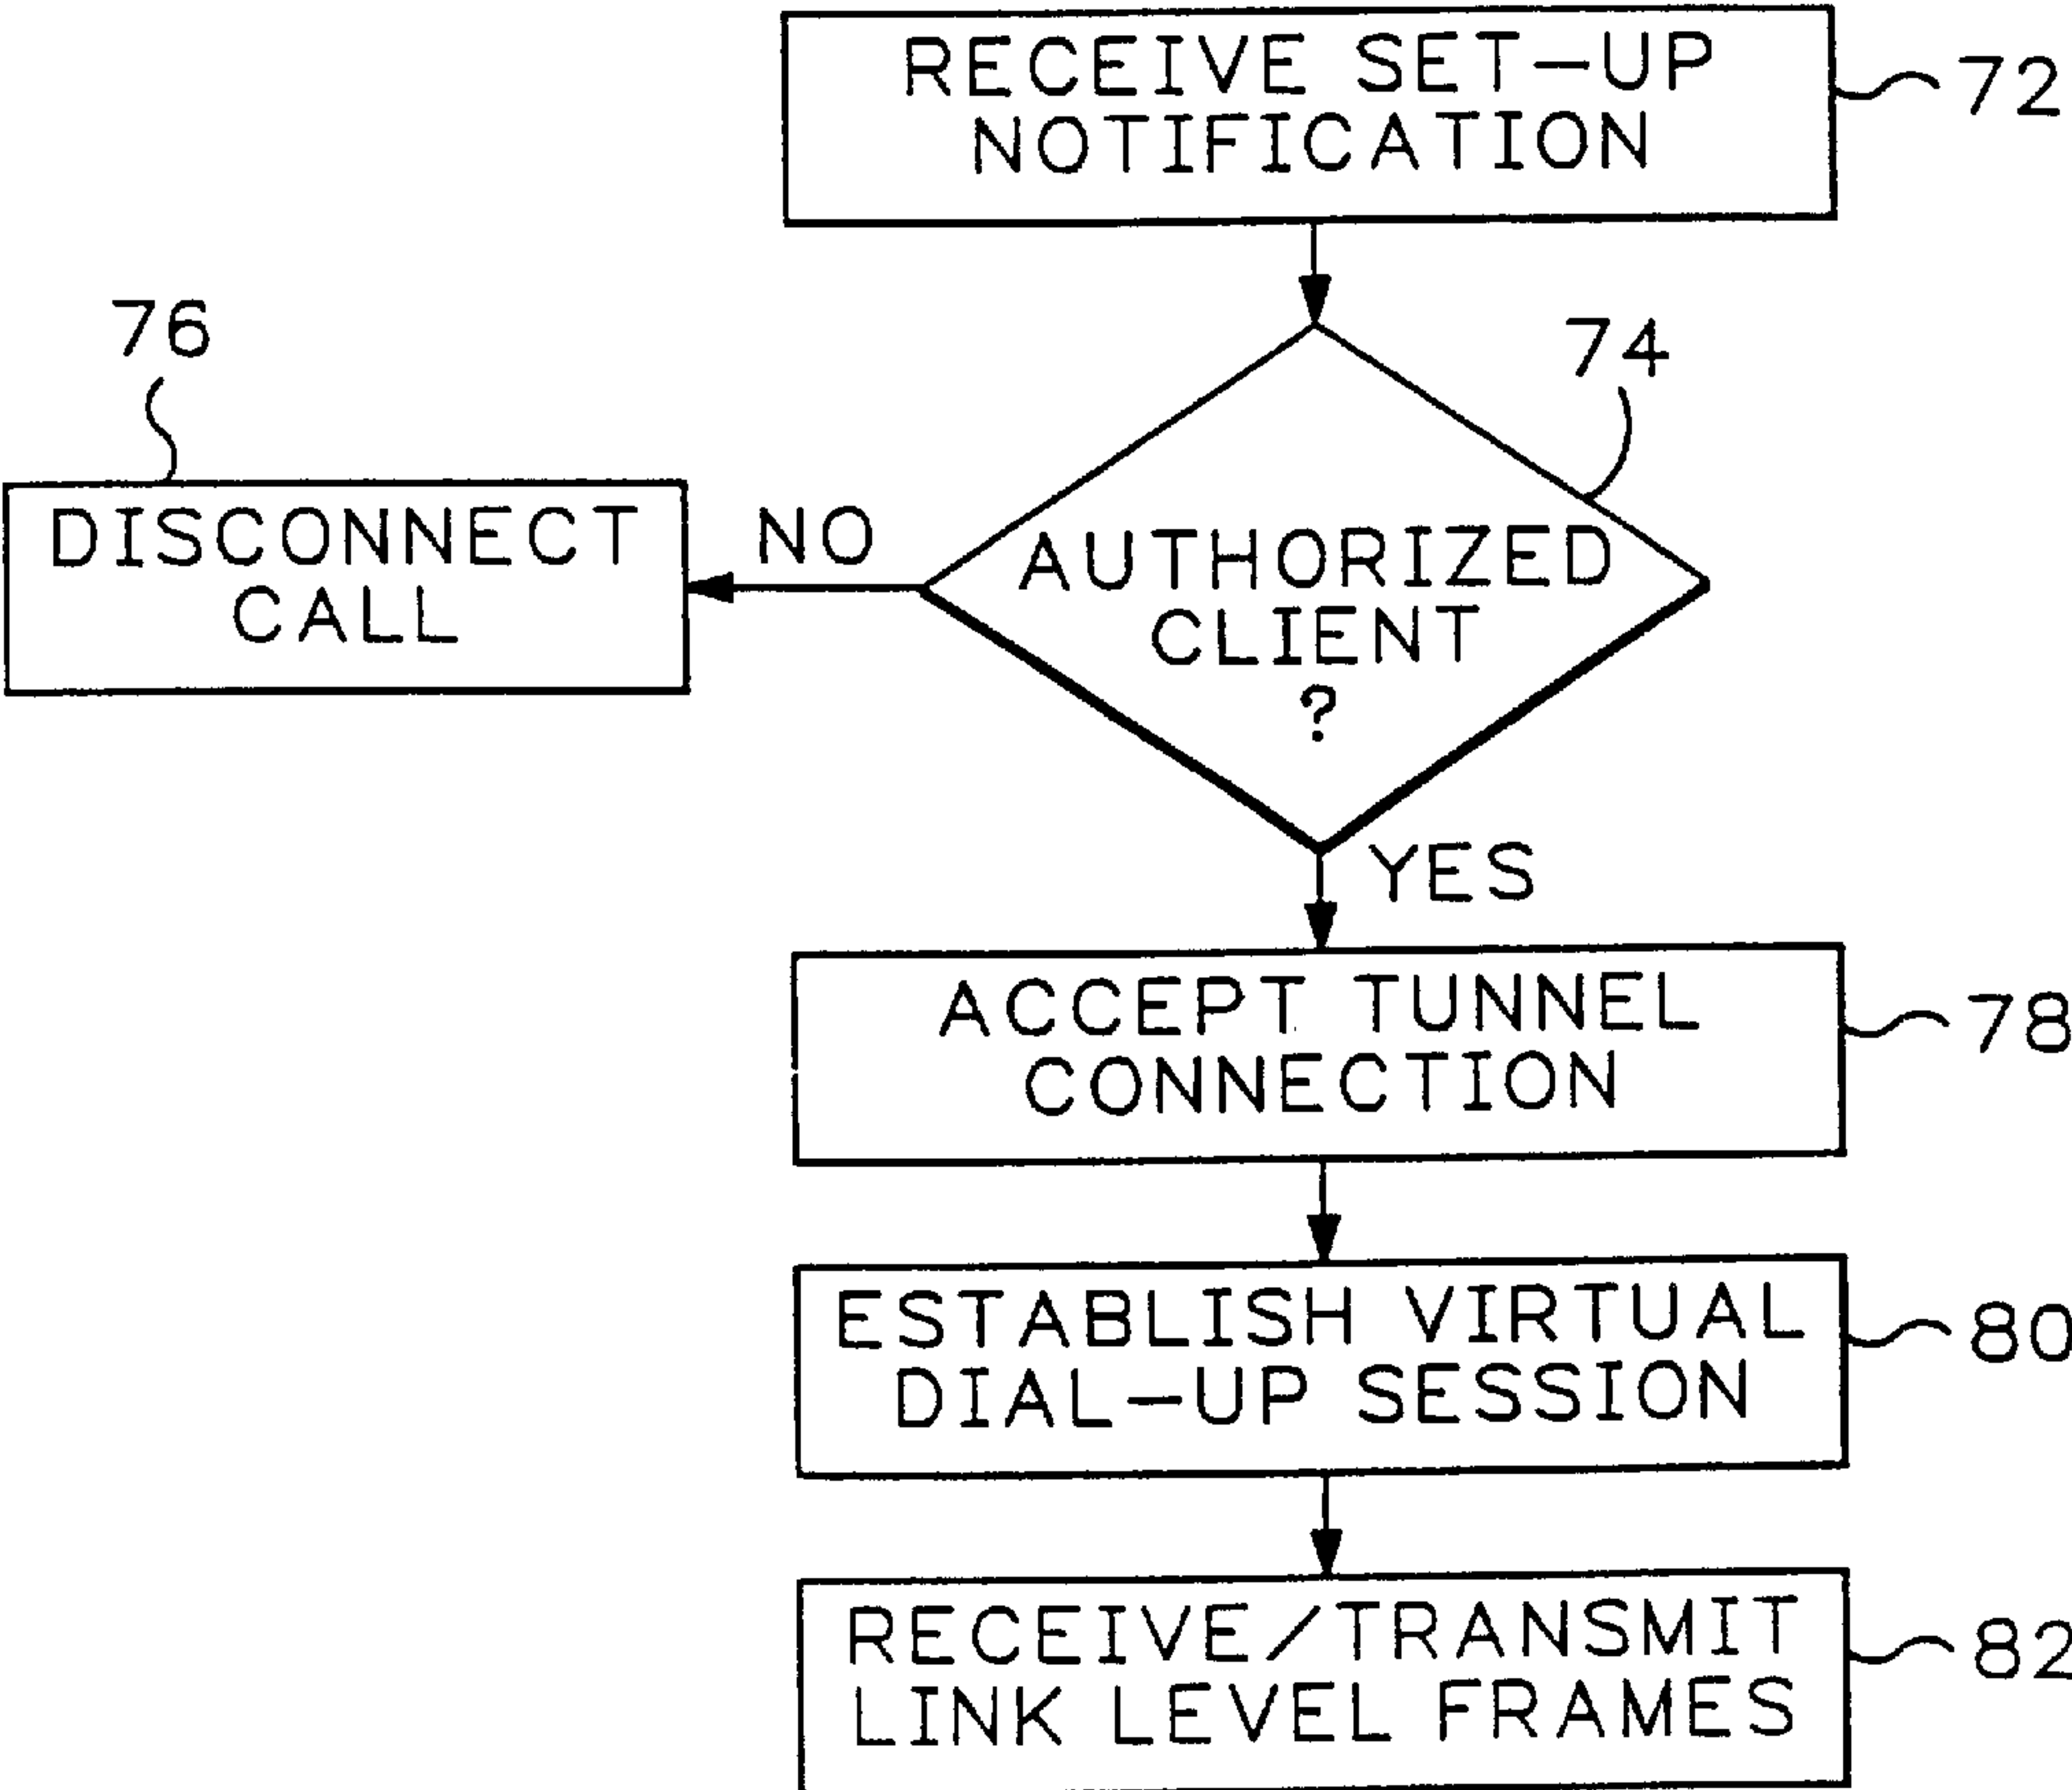 RECEIVE SET-UP
NOTIFICATION
72
76
74
DISCONNECT
CALL
NO
AUTHORIZED
CLIENT
?
YES
ACCEPT TUNNEL
CONNECTION
78
ESTABLISH VIRTUAL
DIAL-UP SESSION
80
RECEIVE/TRANSMIT
LINK LEVEL FRAMES
82